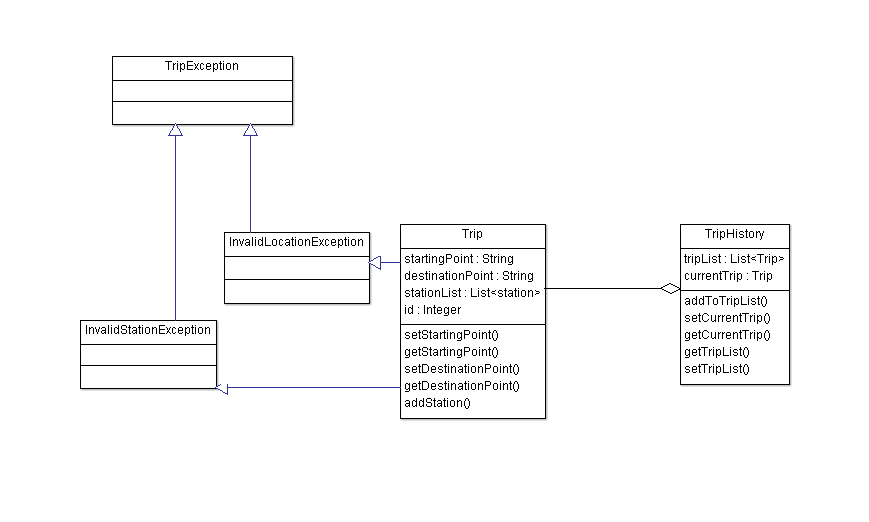 TripException
InvalidLocationException
InvalidStationException
Trip
startingPoint : String
destinationPoint : String
stationList : List<station>
id : Integer
setStartingPoint()
getStartingPoint()
setDestinationPoint()
getDestinationPoint()
addStation()
TripHistory
tripList : List<Trip>
currentTrip : Trip
addToTripList()
setCurrentTrip()
getCurrentTrip()
getTripList()
setTripList()